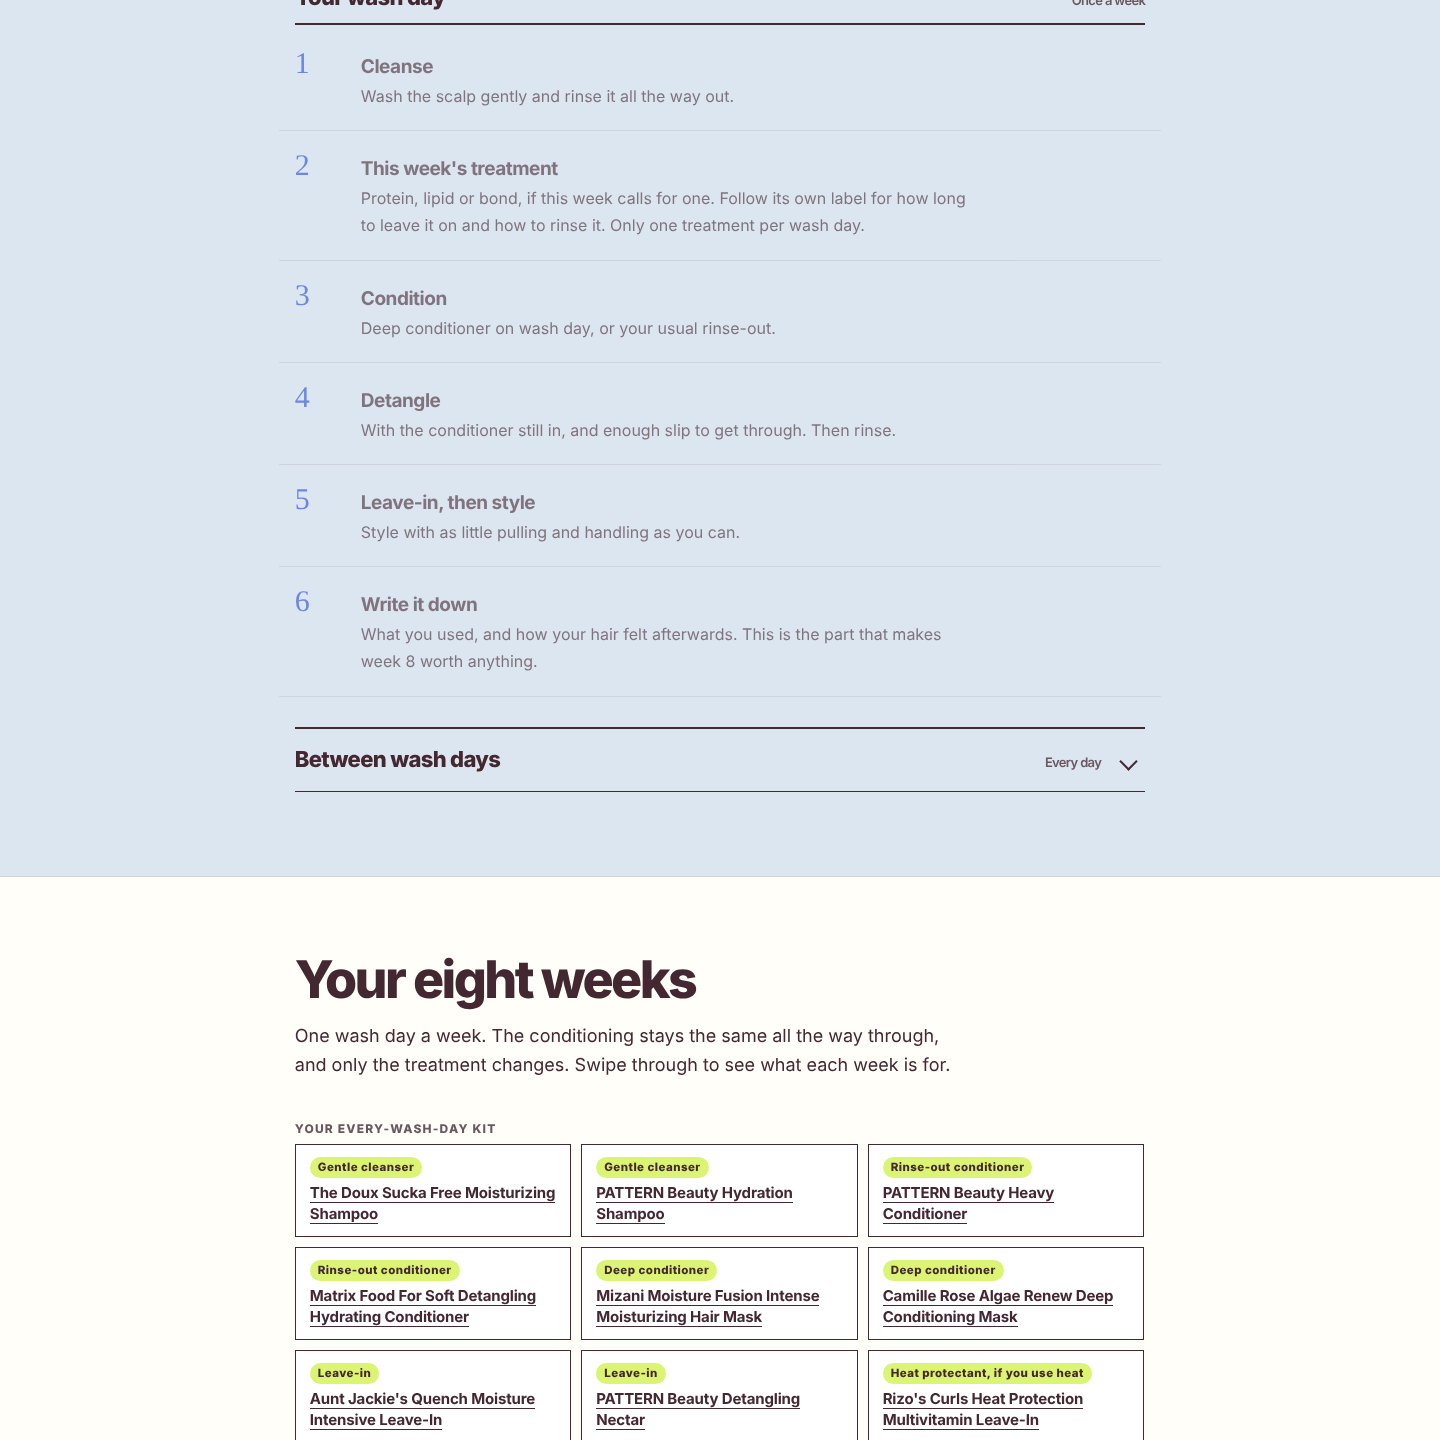 Your wash day
Once a week
1
Cleanse
Wash the scalp gently and rinse it all the way out.
2
This week's treatment
Protein, lipid or bond, if this week calls for one. Follow its own label for how long
to leave it on and how to rinse it. Only one treatment per wash day.
3
Condition
Deep conditioner on wash day, or your usual rinse-out.
4
Detangle
With the conditioner still in, and enough slip to get through. Then rinse.
5
Leave-in, then style
Style with as little pulling and handling as you can.
6
Write it down
What you used, and how your hair felt afterwards. This is the part that makes
week 8 worth anything.
Between wash days
Every day
Your eight weeks
One wash day a week. The conditioning stays the same all the way through,
and only the treatment changes. Swipe through to see what each week is for.
YOUR EVERY-WASH-DAY KIT
Gentle cleanser
The Doux Sucka Free Moisturizing
Shampoo
Gentle cleanser
PATTERN Beauty Hydration
Shampoo
Rinse-out conditioner
PATTERN Beauty Heavy
Conditioner
Rinse-out conditioner
Matrix Food For Soft Detangling
Hydrating Conditioner
Deep conditioner
Mizani Moisture Fusion Intense
Moisturizing Hair Mask
Deep conditioner
Camille Rose Algae Renew Deep
Conditioning Mask
Leave-in
Aunt Jackie's Quench Moisture
Intensive Leave-In
Leave-in
PATTERN Beauty Detangling
Nectar
Heat protectant, if you use heat
Rizo's Curls Heat Protection
Multivitamin Leave-In